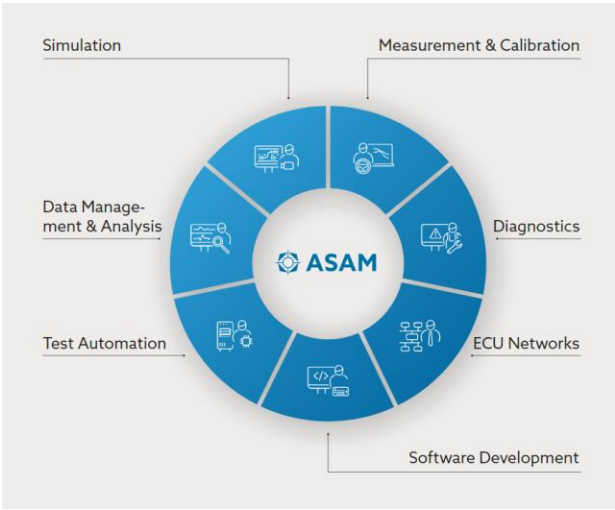 Simulation
Measurement & Calibration
Data Manage-
ment & Analysis
Diagnostics
ASAM
Test Automation
ECU Networks
</>
Software Development